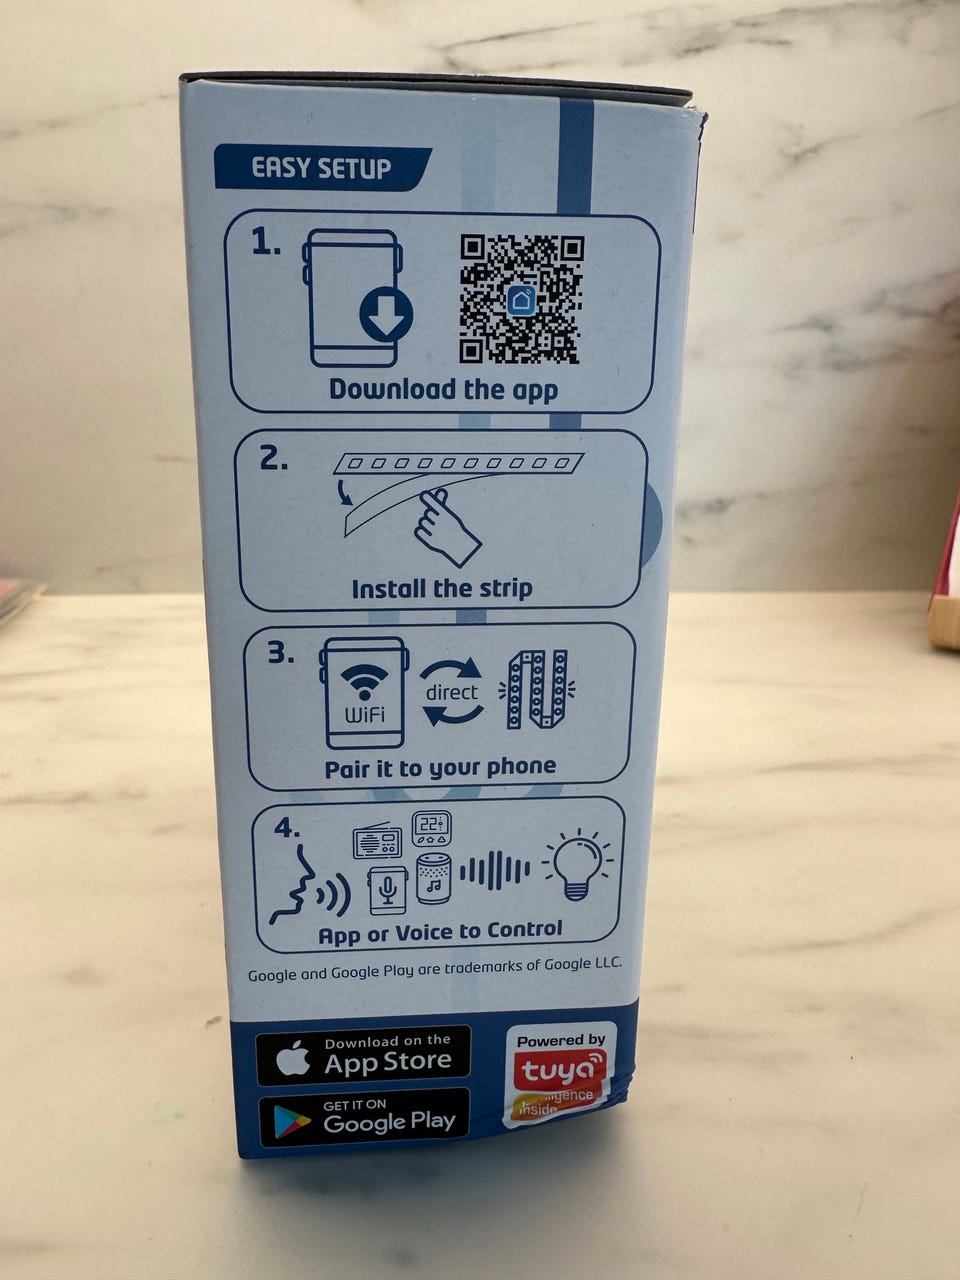 EASY SETUP
1.
Download the app
2.
Install the strip
3.
WiFi
direct
Pair it to your phone
4.
22°
App or Voice to Control
Google and Google Play are trademarks of Google LLC.
Download on the
App Store
GET IT ON
Google Play
Powered by
tuya
inside